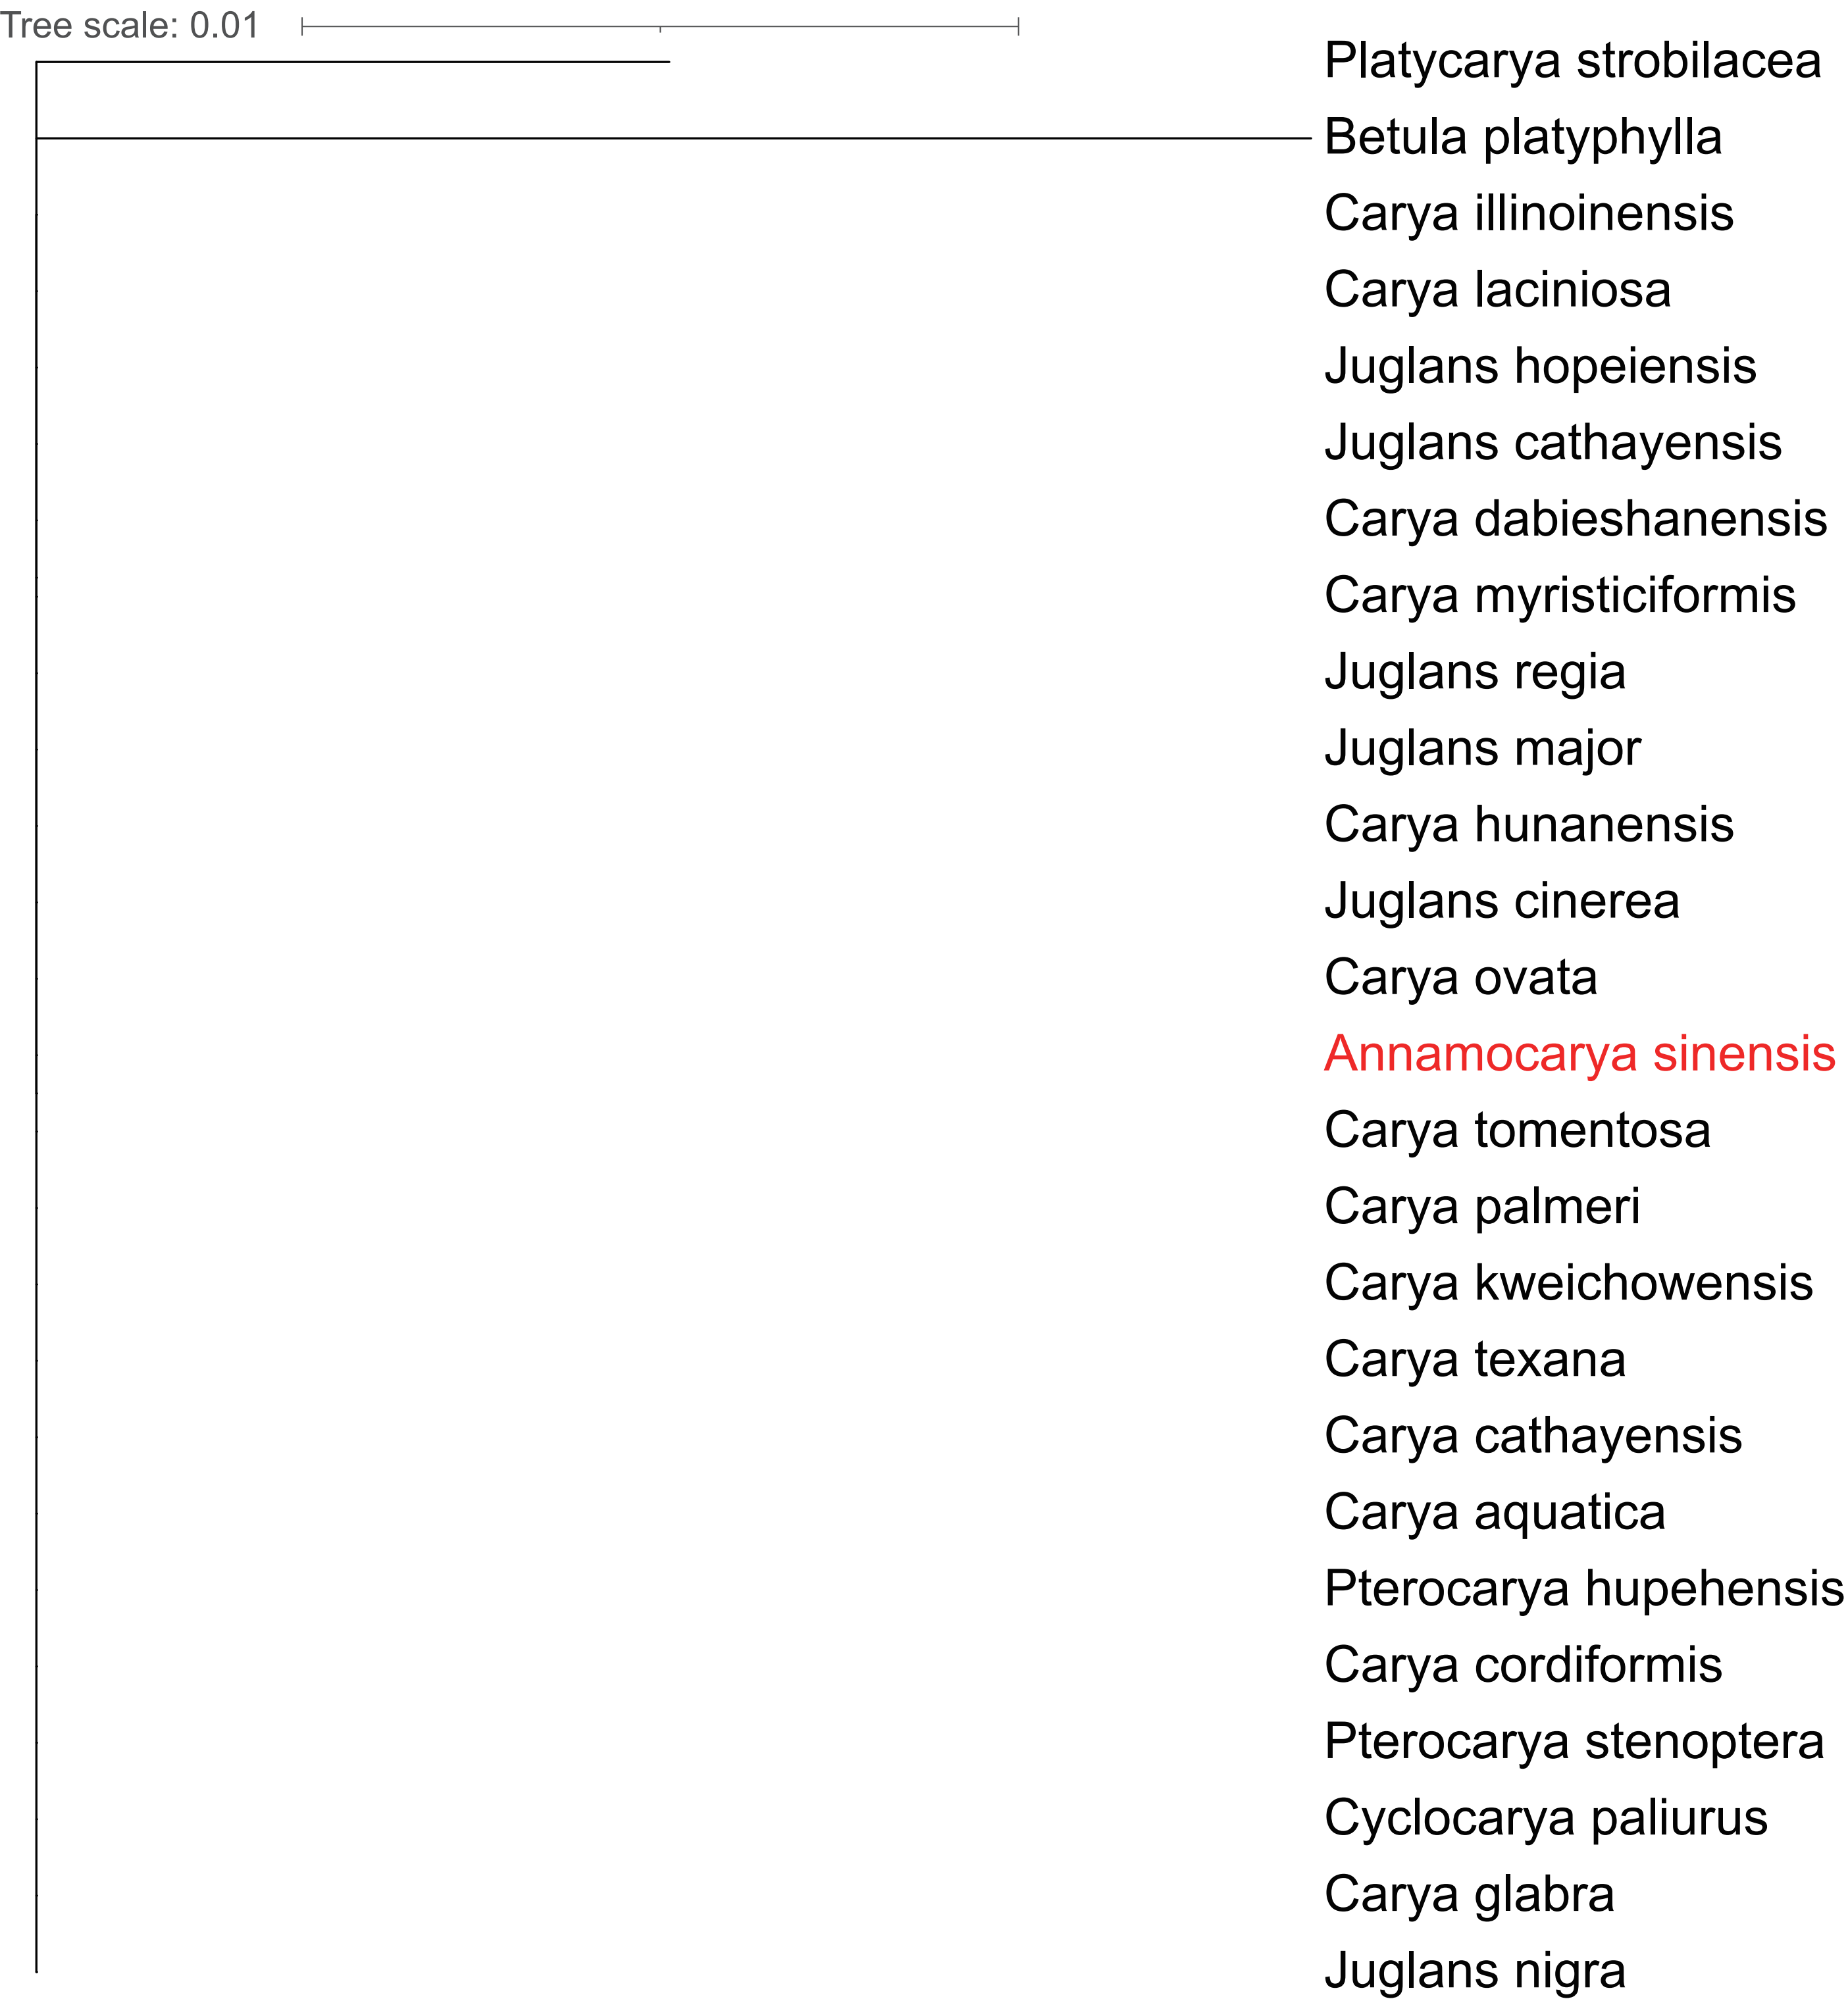 Tree scale: 0.01
Platycarya strobilacea
Betula platyphylla
Carya illinoinensis
Carya laciniosa
Juglans hopeiensis
Juglans cathayensis
Carya dabieshanensis
Carya myristiciformis
Juglans regia
Juglans major
Carya hunanensis
Juglans cinerea
Carya ovata
Annamocarya sinensis
Carya tomentosa
Carya palmeri
Carya kweichowensis
Carya texana
Carya cathayensis
Carya aquatica
Pterocarya hupehensis
Carya cordiformis
Pterocarya stenoptera
Cyclocarya paliurus
Carya glabra
Juglans nigra